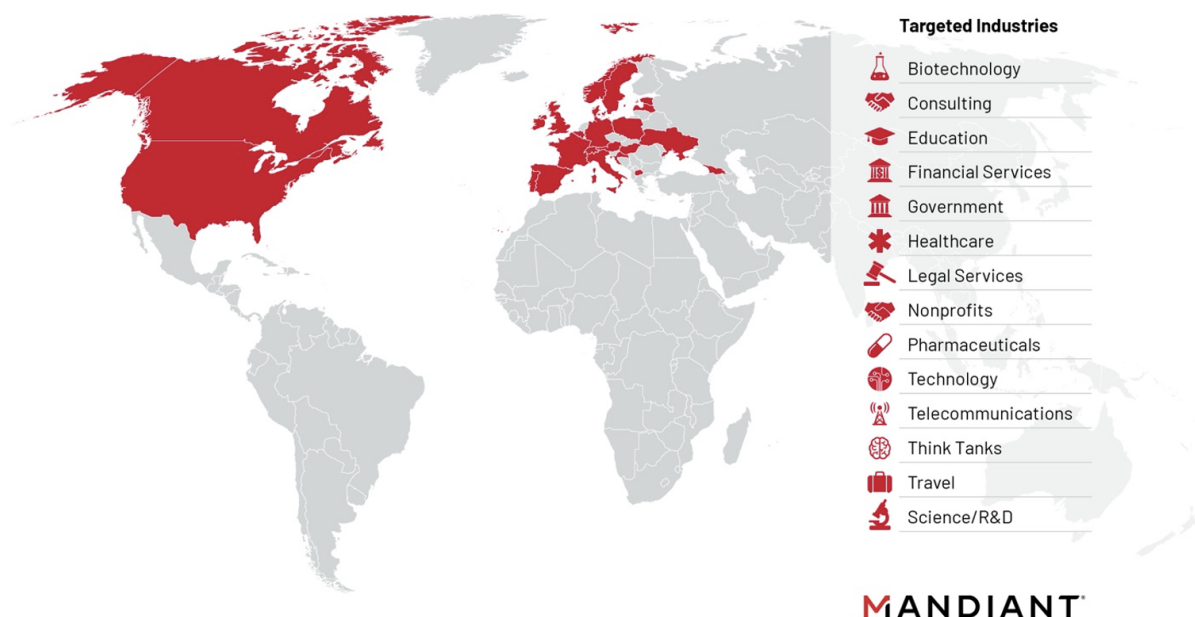 Targeted Industries
Biotechnology
Consulting
Education
Financial Services
Government
Healthcare
Legal Services
Nonprofits
Pharmaceuticals
Technology
Telecommunications
Think Tanks
Travel
Science/R&D
MANDIANT®